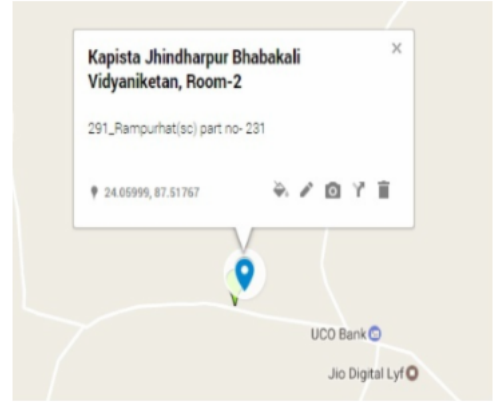 Kapista Jhindharpur Bhabakali
Vidyaniketan, Room-2
291_Rampurhat(sc) part no- 231
24.05999, 87.51767
UCO Bank
Jio Digital Lyf